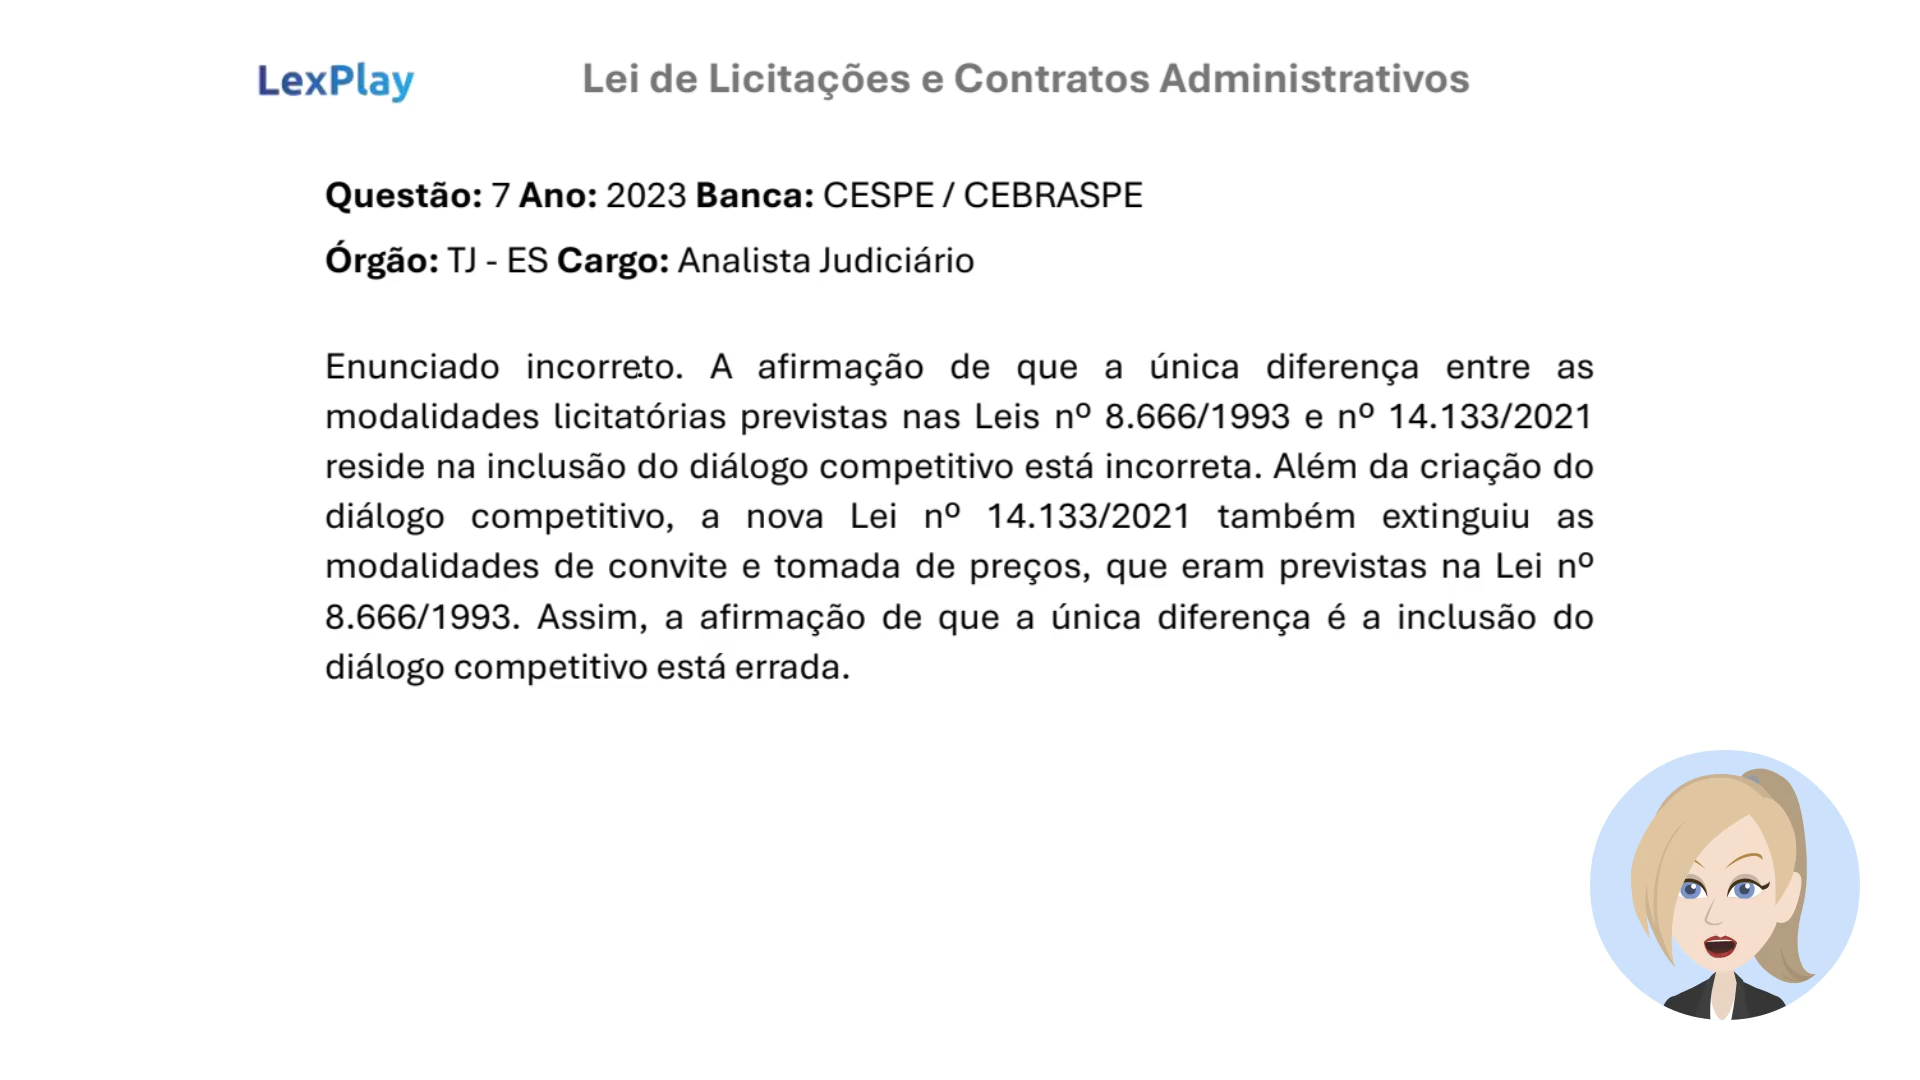 LexPlay
Lei de Licitações e Contratos Administrativos
Questão: 7 Ano: 2023 Banca: CESPE / CEBRASPE
Órgão: TJ - ES Cargo: Analista Judiciário
Enunciado incorreto. A afirmação de que a única diferença entre as
modalidades licitatórias previstas nas Leis nº 8.666/1993 e nº 14.133/2021
reside na inclusão do diálogo competitivo está incorreta. Além da criação do
diálogo competitivo, a nova Lei nº 14.133/2021 também extinguiu as
modalidades de convite e tomada de preços, que eram previstas na Lei nº
8.666/1993. Assim, a afirmação de que a única diferença é a inclusão do
diálogo competitivo está errada.